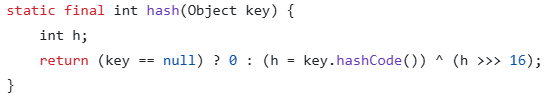 static final int hash(Object key) {
    int h;
    return (key == null) ? 0 : (h = key.hashCode()) ^ (h >>> 16);
}